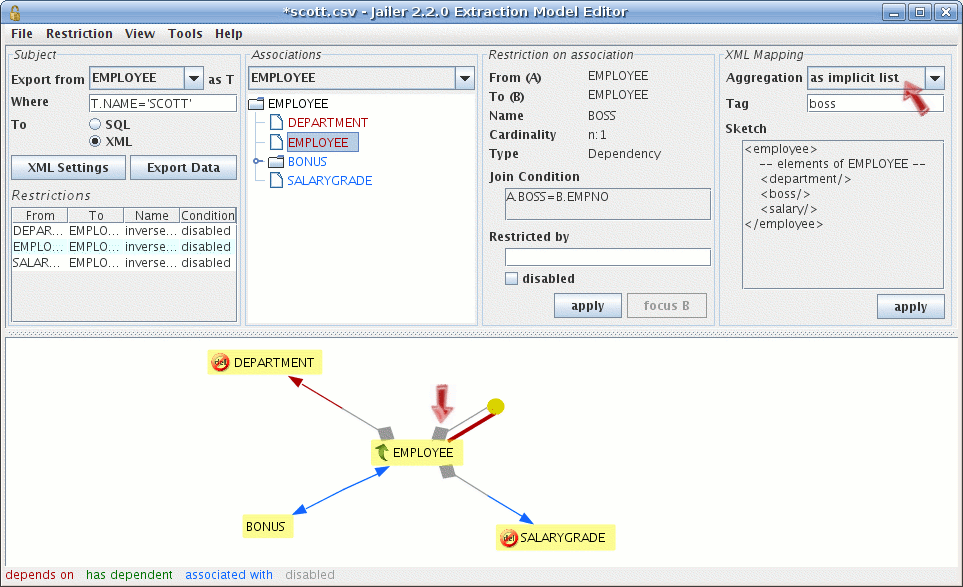 *scott.csv - Jailer 2.2.0 Extraction Model Editor
File Restriction View Tools Help
Subject
Export from EMPLOYEE as T
Where T.NAME='SCOTT'
To SQL
XML
XML Settings Export Data
Restrictions
From To Name Condition
DEPAR... EMPLO... inverse... disabled
EMPLO... EMPLO... inverse... disabled
SALAR... EMPLO... inverse... disabled
Associations
EMPLOYEE
EMPLOYEE
DEPARTMENT
EMPLOYEE
BONUS
SALARYGRADE
Restriction on association
From (A) EMPLOYEE
To (B) EMPLOYEE
Name BOSS
Cardinality n:1
Type Dependency
Join Condition
A.BOSS=B.EMPNO
Restricted by
disabled
apply focus B
XML Mapping
Aggregation as implicit list
Tag boss
Sketch
<employee>
-- elements of EMPLOYEE --
<department/>
<boss/>
<salary/>
</employee>
apply
del DEPARTMENT
EMPLOYEE
BONUS
del SALARYGRADE
depends on has dependent associated with disabled